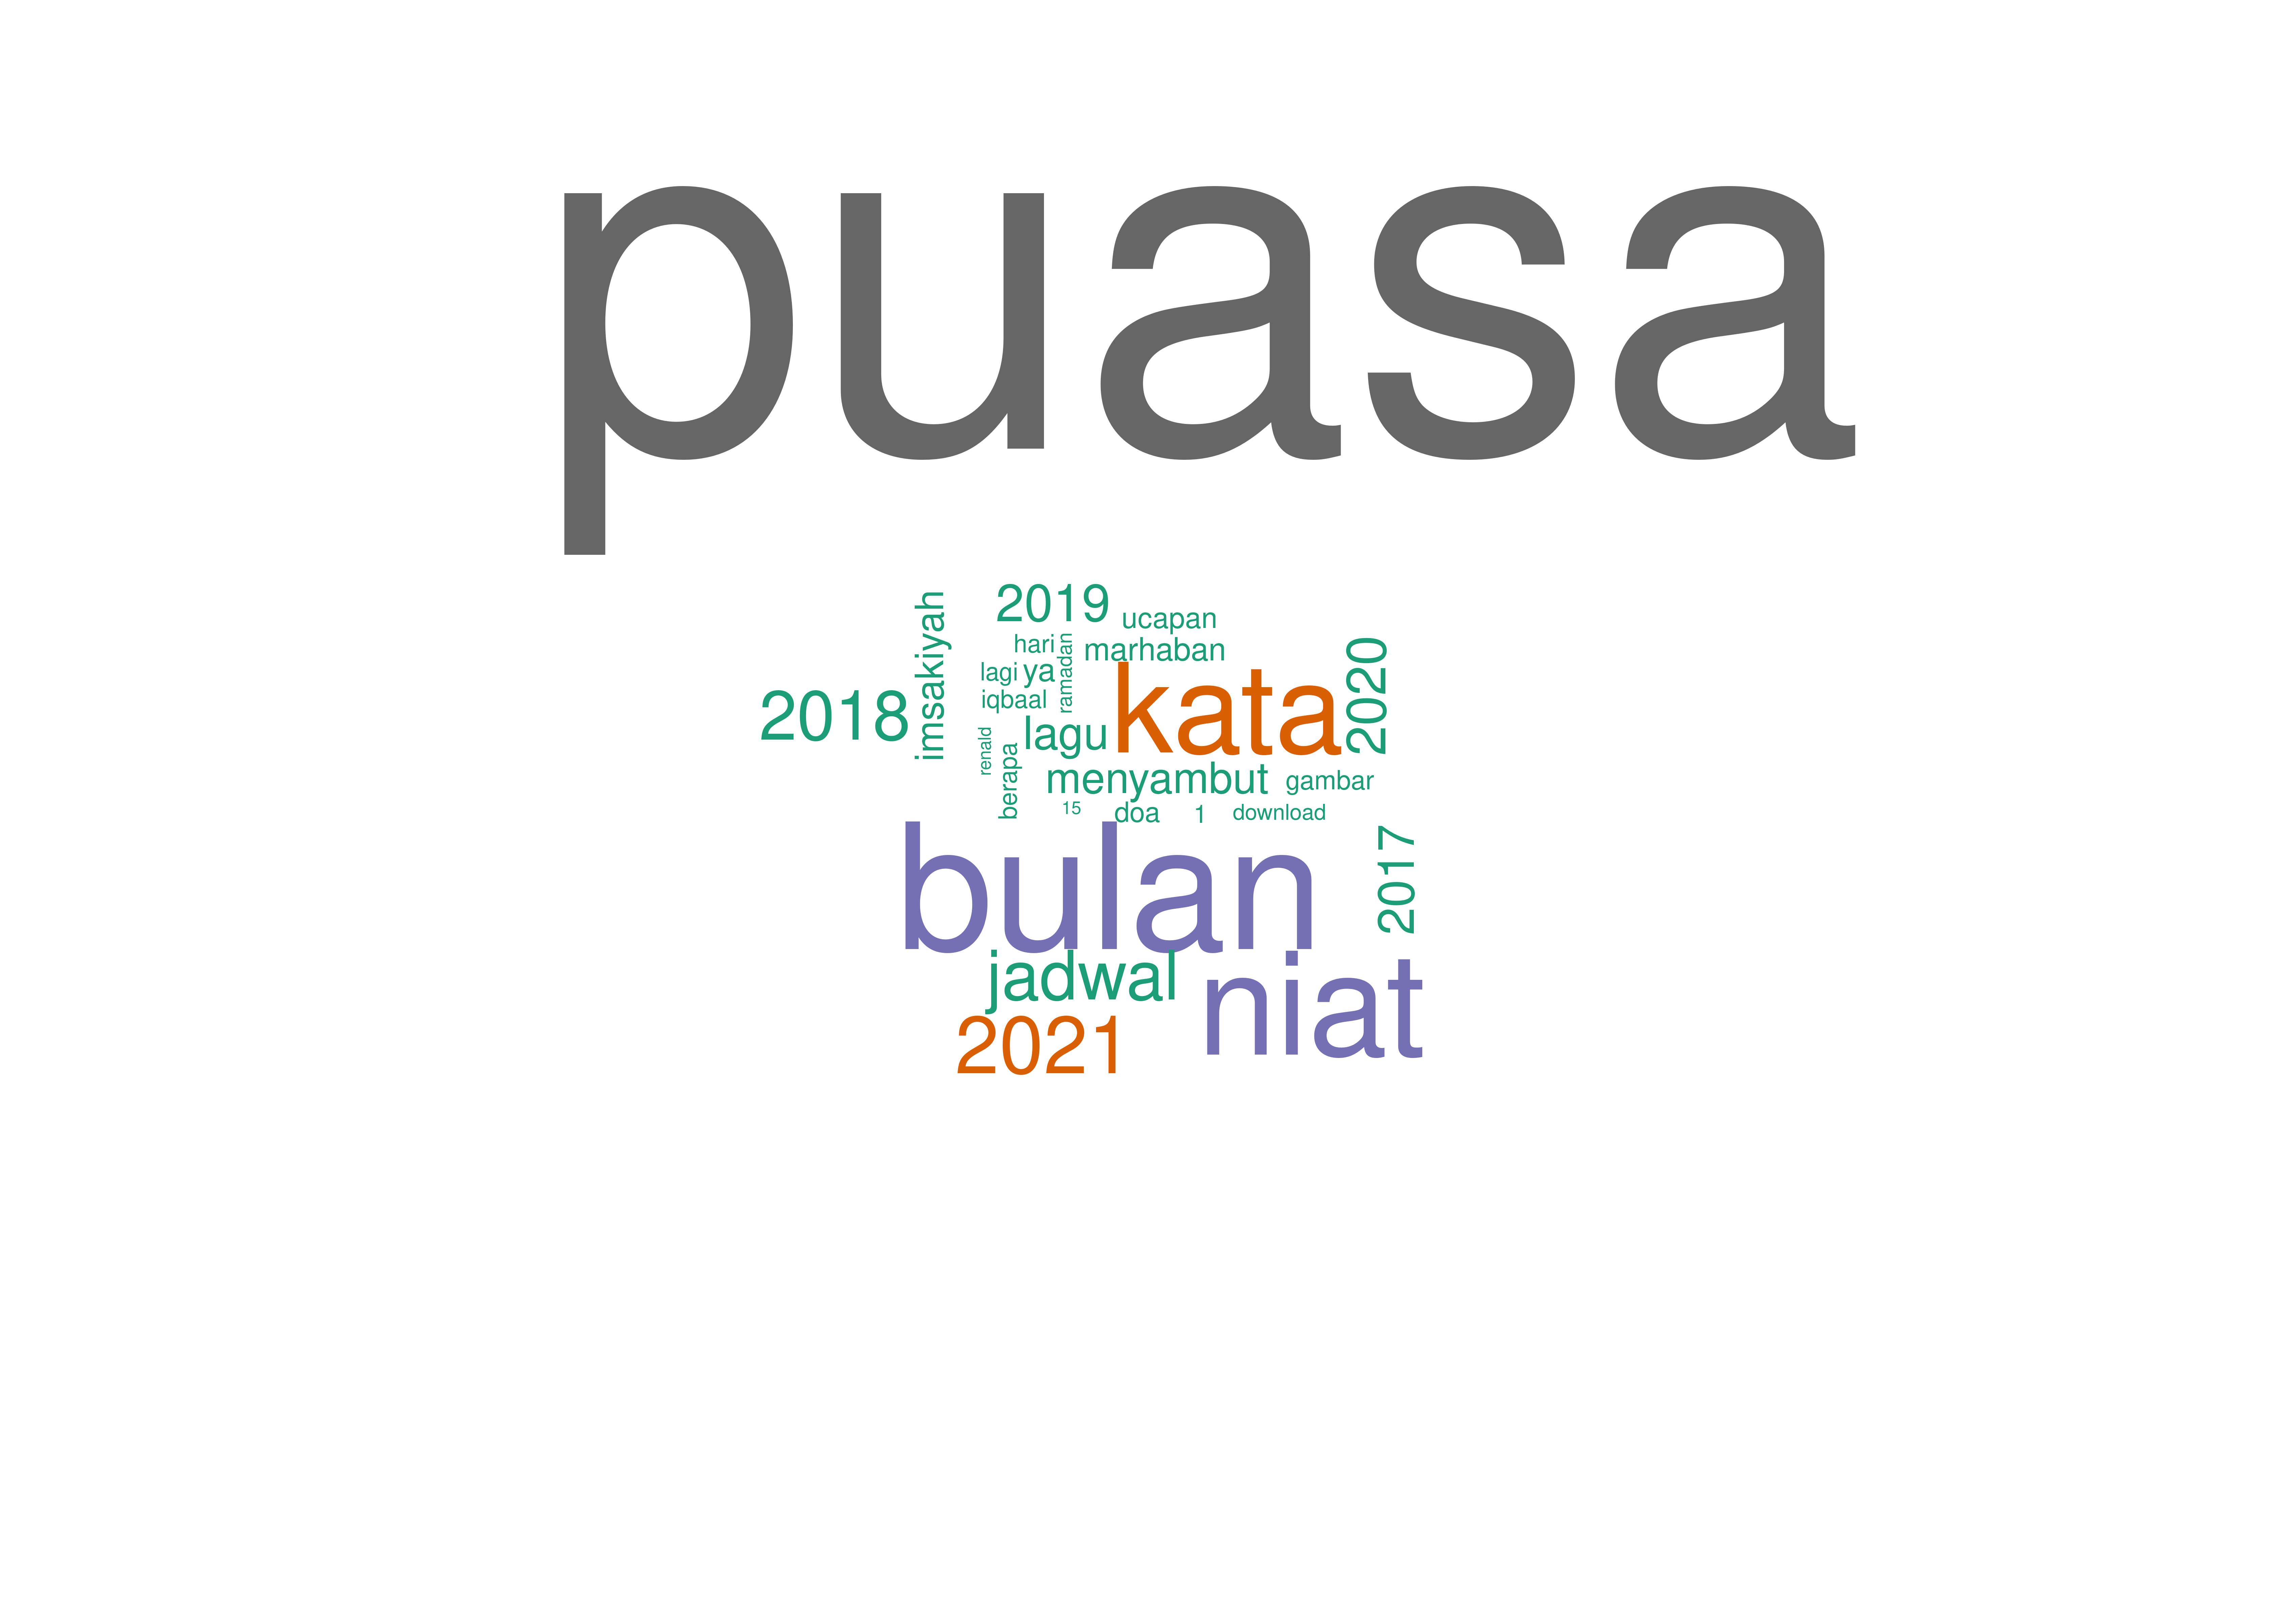 puasa
2019 ucapan
imsakiyah
hari
ramadan
marhaban
2020
lagi ya
iqbaal
kata
2018
lagu
renald
berapa
menyambut gambar
15 doa 1 download
bulan
2017
jadwal
niat
2021